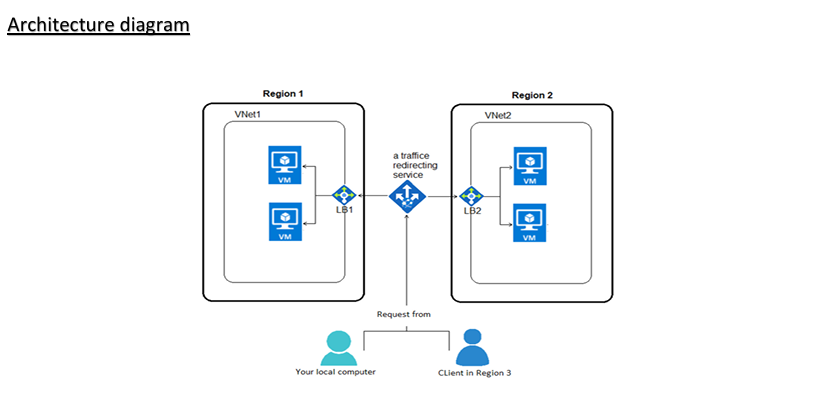 Architecture diagram
Region 1
Region 2
VNet1
VNet2
a traffice
redirecting
service
VM
VM
LB1
LB2
VM
VM
Request from
Your local computer
CLient in Region 3